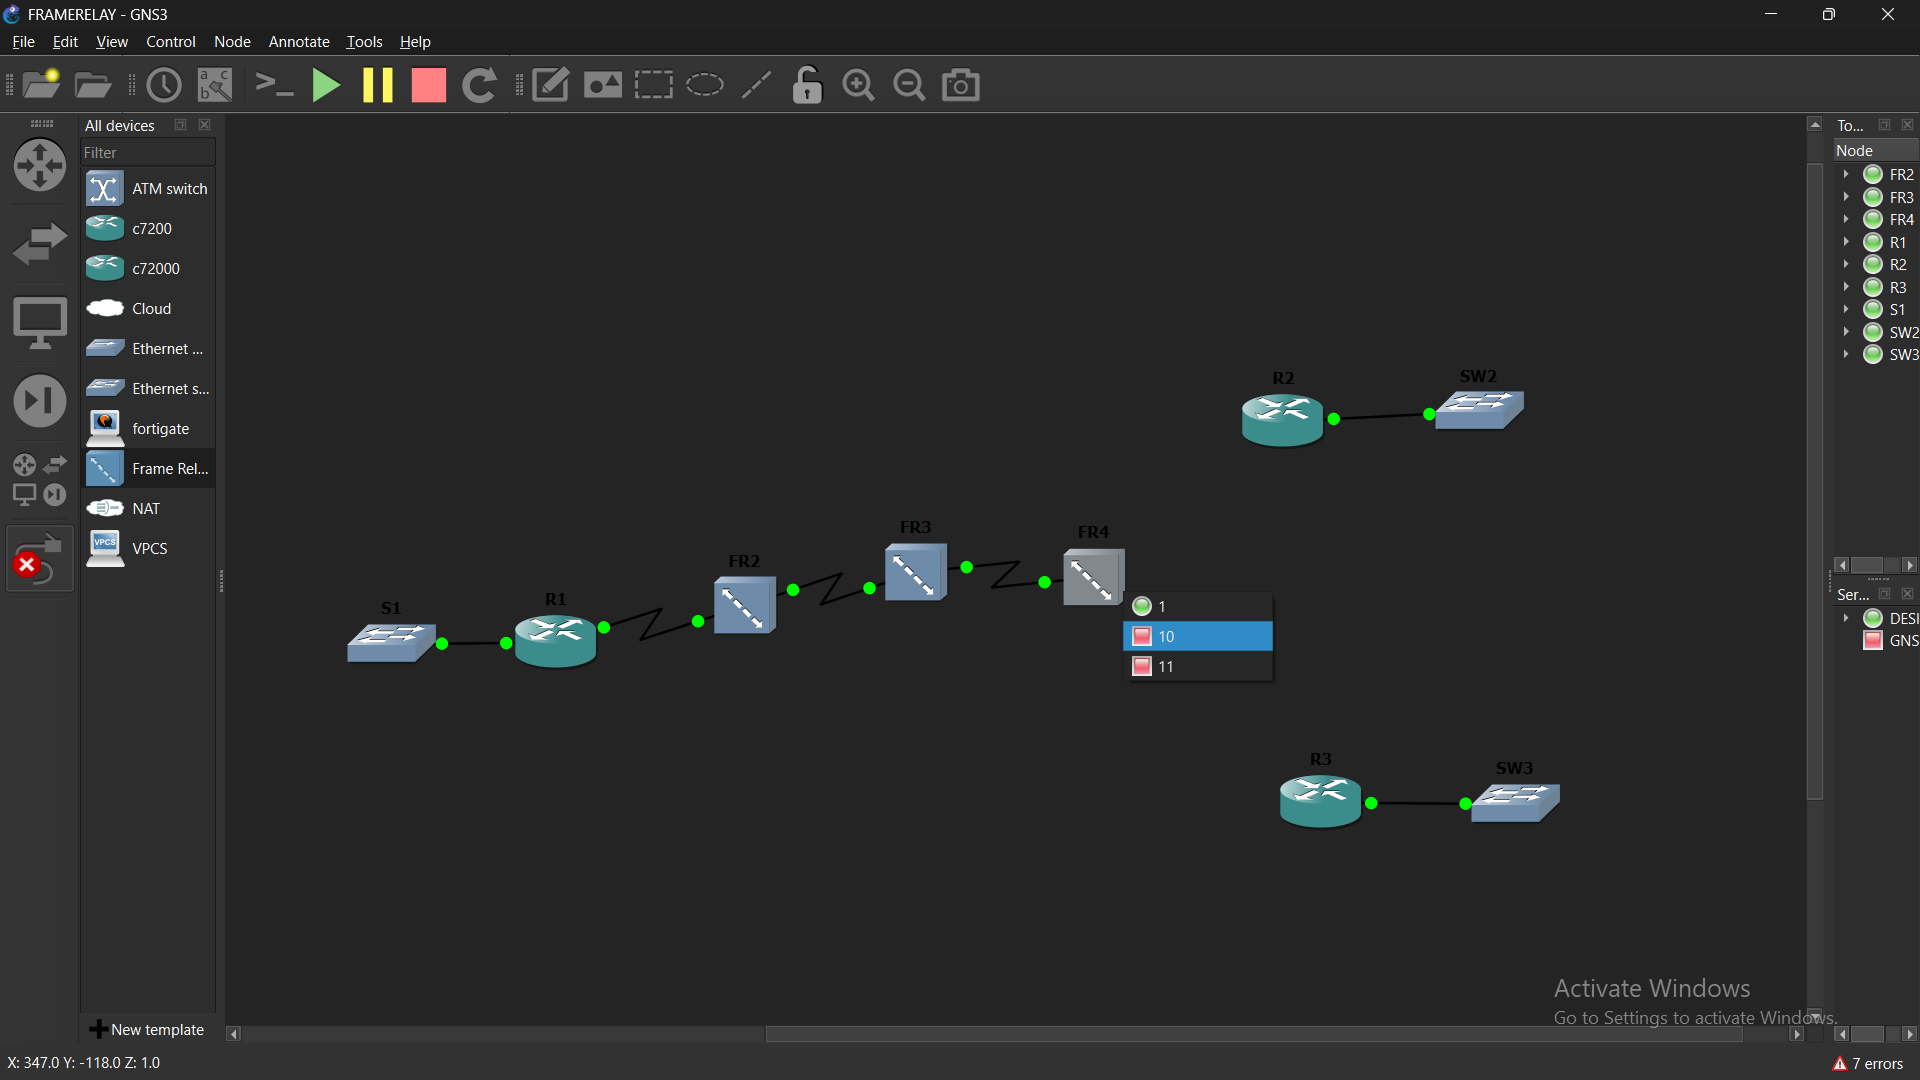 FRAMERELAY - GNS3
File Edit View Control Node Annotate Tools Help
All devices
Filter
ATM switch
c7200
c72000
Cloud
Ethernet ...
Ethernet s...
fortigate
Frame Rel...
NAT
VPCS
New template
S1
R1
FR2
FR3
FR4
1
10
11
R2
SW2
R3
SW3
To...
Node
FR2
FR3
FR4
R1
R2
R3
S1
SW2
SW3
Ser...
DESI
GNS
Activate Windows
Go to Settings to activate Windows.
X: 347.0 Y: -118.0 Z: 1.0
7 errors